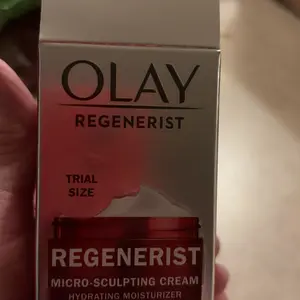 OLAY
REGENERIST
TRIAL
SIZE
REGENERIST
MICRO-SCULPTING CREAM
HYDRATING MOISTURIZER